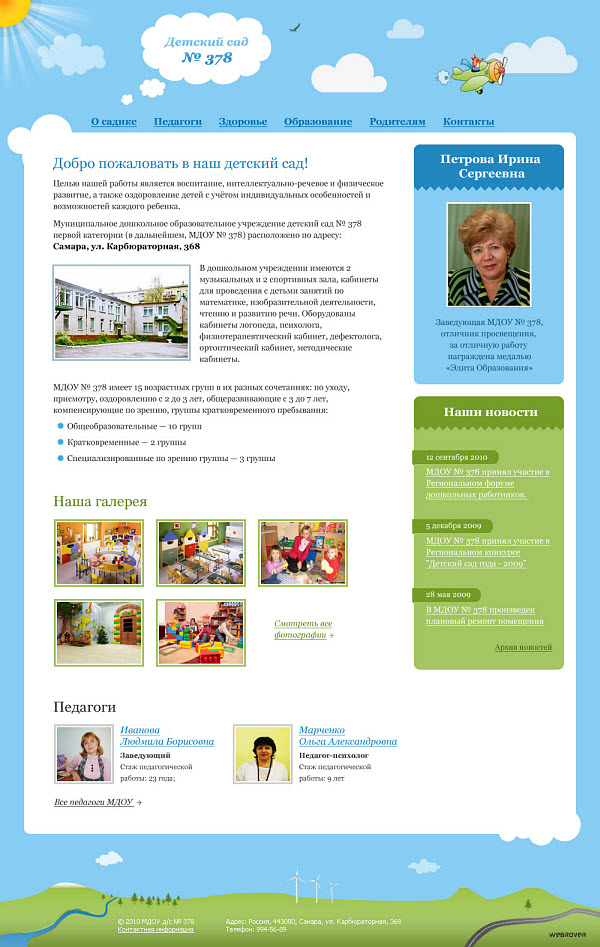 Детский сад
№ 378
О садике Педагоги Здоровье Образование Родителям Контакты
Добро пожаловать в наш детский сад!
Целью нашей работы является воспитание, интеллектуально-речевое и физическое
развитие, а также оздоровление детей с учётом индивидуальных особенностей и
возможностей каждого ребенка.
Муниципальное дошкольное образовательное учреждение детский сад № 378
первой категории (в дальнейшем, МДОУ № 378) расположено по адресу:
Самара, ул. Карбюраторная, 368
В дошкольном учреждении имеются 2
музыкальных и 2 спортивных зала, кабинеты
для проведения с детьми занятий по
математике, изобразительной деятельности,
чтению и развитию речи. Оборудованы
кабинеты логопеда, психолога,
физиотерапевтический кабинет, дефектолога,
ортоптический кабинет, методические
кабинеты.
МДОУ № 378 имеет 15 возрастных групп в их разных сочетаниях: по уходу,
присмотру, оздоровлению с 2 до 3 лет, общеразвивающие с 3 до 7 лет,
компенсирующие по зрению, группы кратковременного пребывания:
Общеобразовательные — 10 групп
Кратковременные — 2 группы
Специализированные по зрению группы — 3 группы
Наша галерея
Смотреть все
фотографии →
Педагоги
Иванова
Людмила Борисовна
Заведующий
Стаж педагогической
работы: 23 года;
Марченко
Ольга Александровна
Педагог-психолог
Стаж педагогической
работы: 9 лет
Все педагоги МДОУ →
Петрова Ирина
Сергеевна
Заведующая МДОУ № 378,
отличник просвещения,
за отличную работу
награждена медалью
«Элита Образования»
Наши новости
12 сентября 2010
МДОУ № 378 принял участие в
Региональном форуме
дошкольных работников.
5 декабря 2009
МДОУ № 378 принял участие в
Региональном конкурсе
"Детский сад года - 2009"
28 мая 2009
В МДОУ № 378 произведен
плановый ремонт помещения
Архив новостей
© 2010 МДОУ д/с № 378
Контактная информация
Адрес: Россия, 443000, Самара, ул. Карбюраторная, 368
Телефон: 994-56-89
WEBROVER